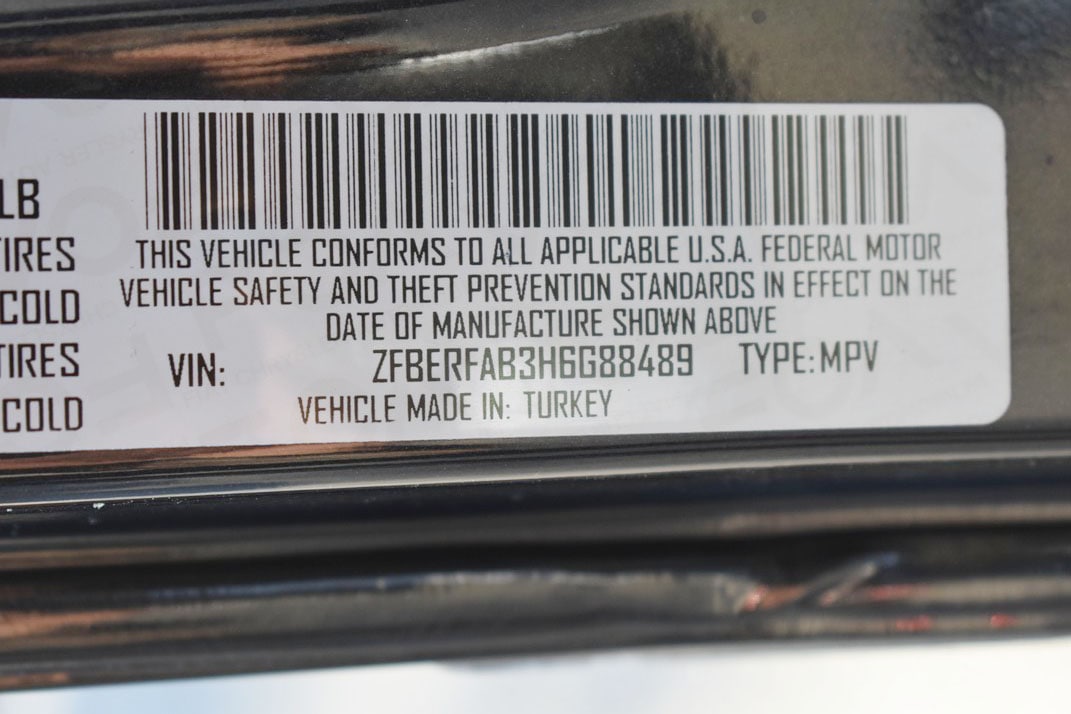 LB
TIRES
COLD
TIRES
COLD
THIS VEHICLE CONFORMS TO ALL APPLICABLE U.S.A. FEDERAL MOTOR
VEHICLE SAFETY AND THEFT PREVENTION STANDARDS IN EFFECT ON THE
DATE OF MANUFACTURE SHOWN ABOVE
VIN: ZFBERFAB3H6G88489 TYPE: MPV
VEHICLE MADE IN: TURKEY